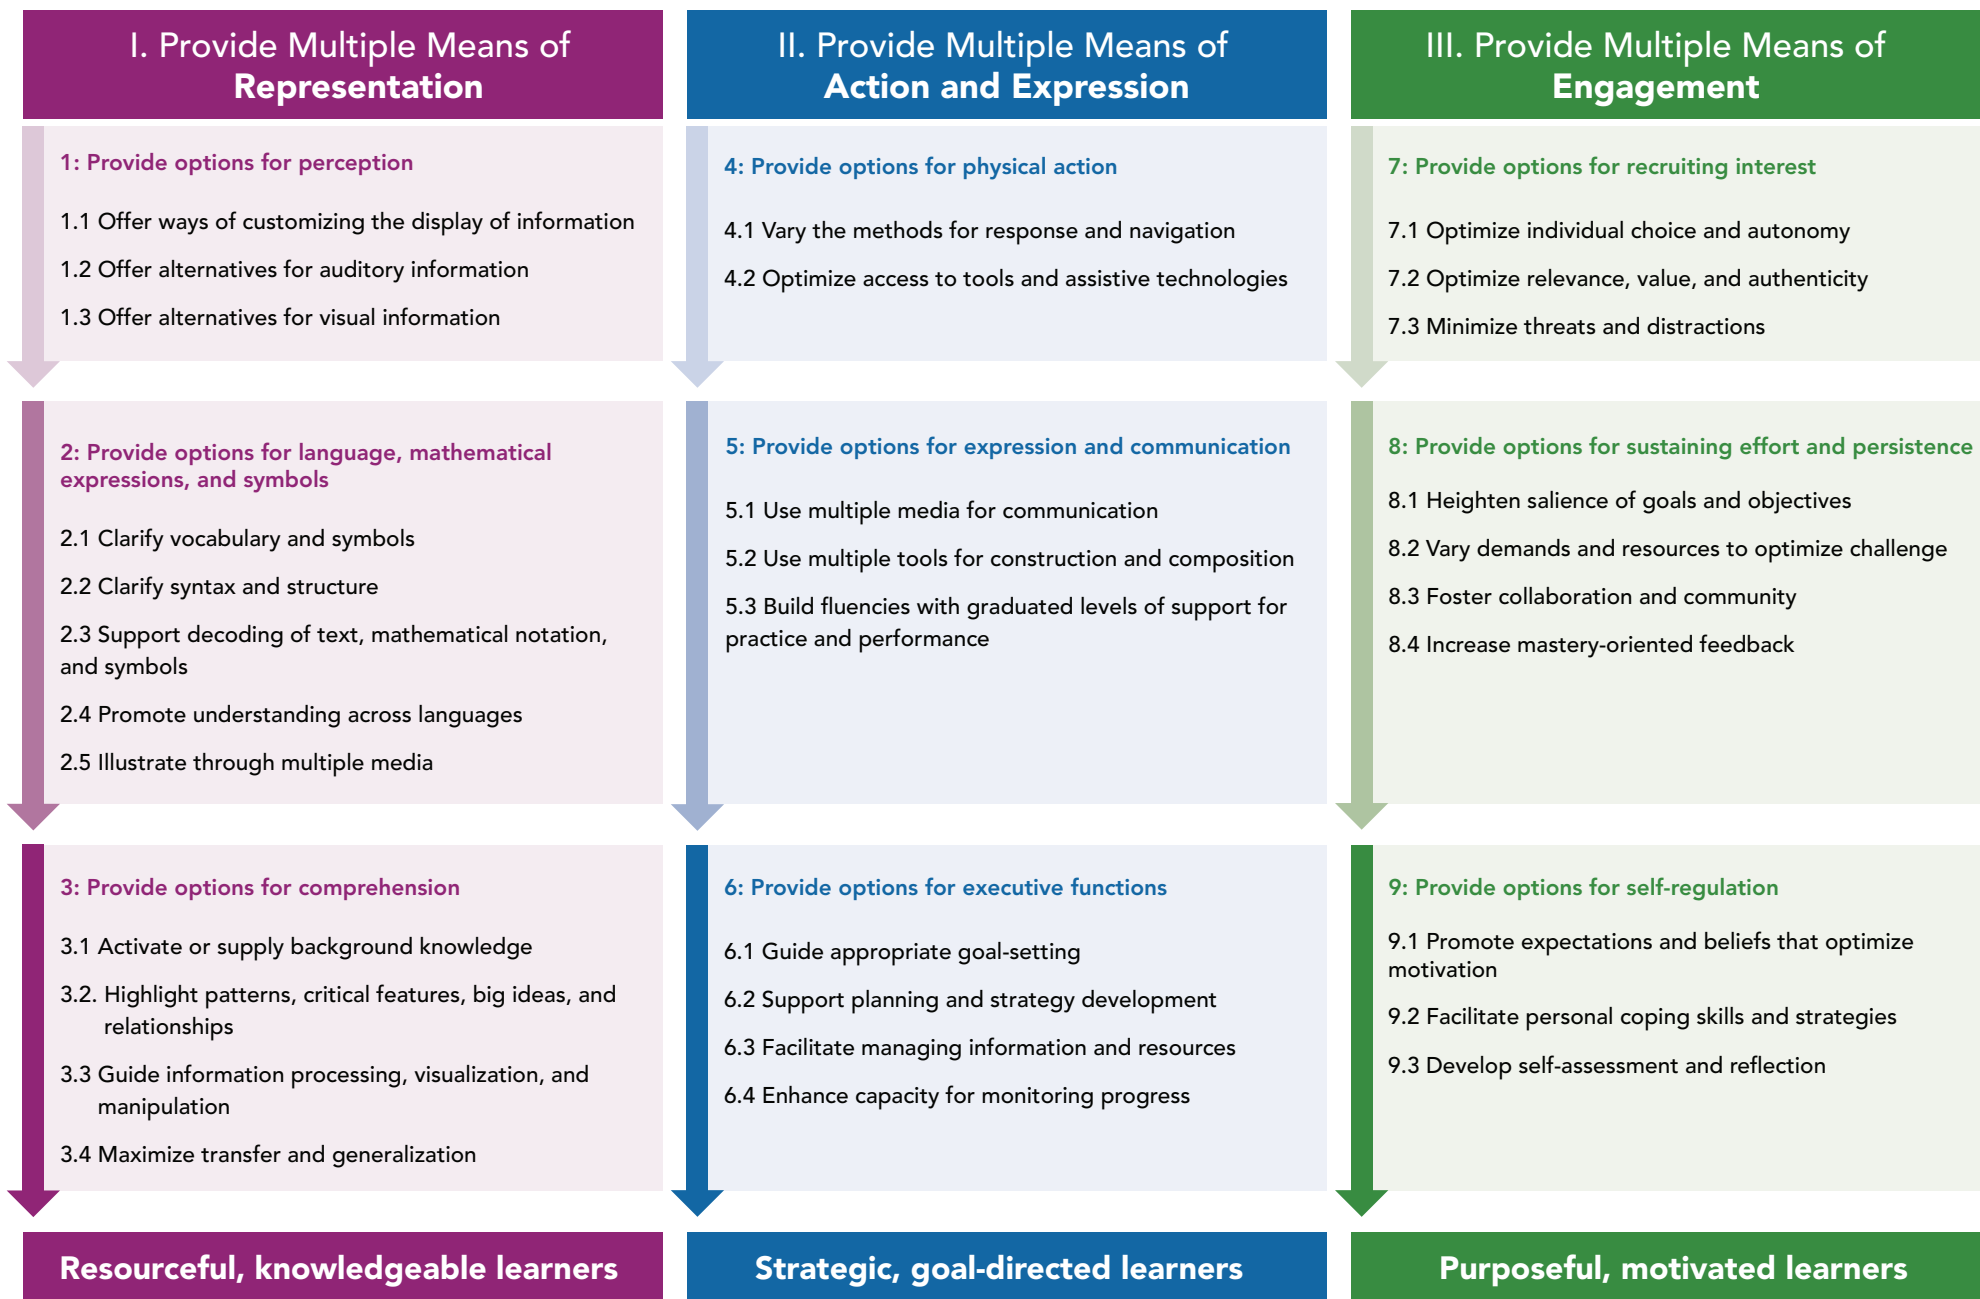 I. Provide Multiple Means of
Representation
1: Provide options for perception
1.1 Offer ways of customizing the display of information
1.2 Offer alternatives for auditory information
1.3 Offer alternatives for visual information
2: Provide options for language, mathematical
expressions, and symbols
2.1 Clarify vocabulary and symbols
2.2 Clarify syntax and structure
2.3 Support decoding of text, mathematical notation,
and symbols
2.4 Promote understanding across languages
2.5 Illustrate through multiple media
3: Provide options for comprehension
3.1 Activate or supply background knowledge
3.2. Highlight patterns, critical features, big ideas, and
relationships
3.3 Guide information processing, visualization, and
manipulation
3.4 Maximize transfer and generalization
Resourceful, knowledgeable learners
II. Provide Multiple Means of
Action and Expression
4: Provide options for physical action
4.1 Vary the methods for response and navigation
4.2 Optimize access to tools and assistive technologies
5: Provide options for expression and communication
5.1 Use multiple media for communication
5.2 Use multiple tools for construction and composition
5.3 Build fluencies with graduated levels of support for
practice and performance
6: Provide options for executive functions
6.1 Guide appropriate goal-setting
6.2 Support planning and strategy development
6.3 Facilitate managing information and resources
6.4 Enhance capacity for monitoring progress
Strategic, goal-directed learners
III. Provide Multiple Means of
Engagement
7: Provide options for recruiting interest
7.1 Optimize individual choice and autonomy
7.2 Optimize relevance, value, and authenticity
7.3 Minimize threats and distractions
8: Provide options for sustaining effort and persistence
8.1 Heighten salience of goals and objectives
8.2 Vary demands and resources to optimize challenge
8.3 Foster collaboration and community
8.4 Increase mastery-oriented feedback
9: Provide options for self-regulation
9.1 Promote expectations and beliefs that optimize
motivation
9.2 Facilitate personal coping skills and strategies
9.3 Develop self-assessment and reflection
Purposeful, motivated learners